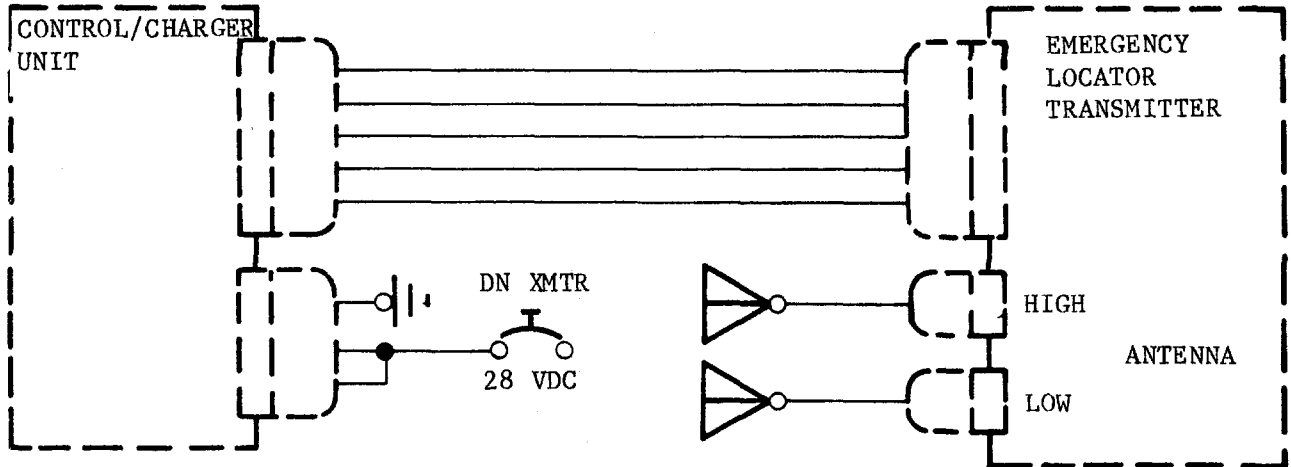 CONTROL/CHARGER
UNIT
EMERGENCY
LOCATOR
TRANSMITTER
DN XMTR
28 VDC
HIGH
ANTENNA
LOW